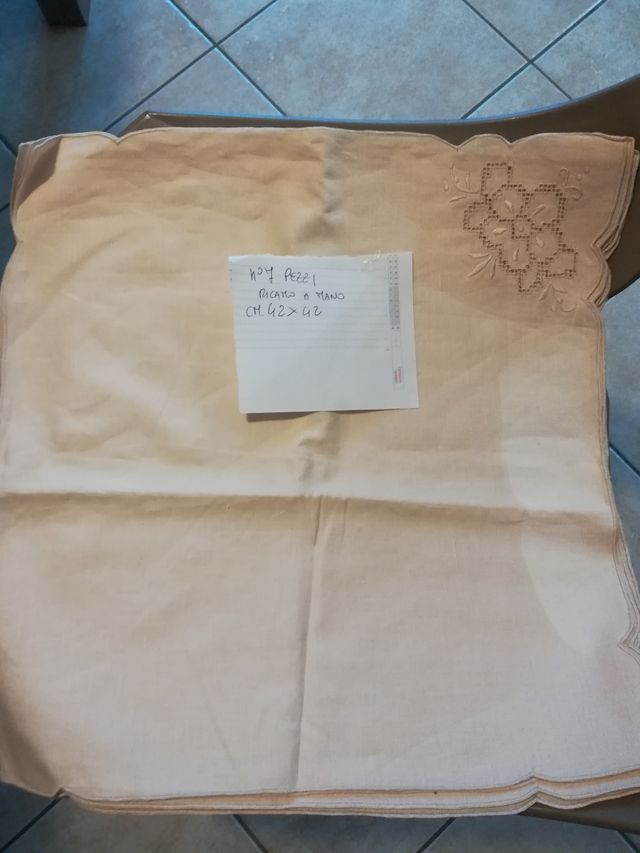 N° 7 PEZZI
RICAMO A MANO
CM. 42 X 42